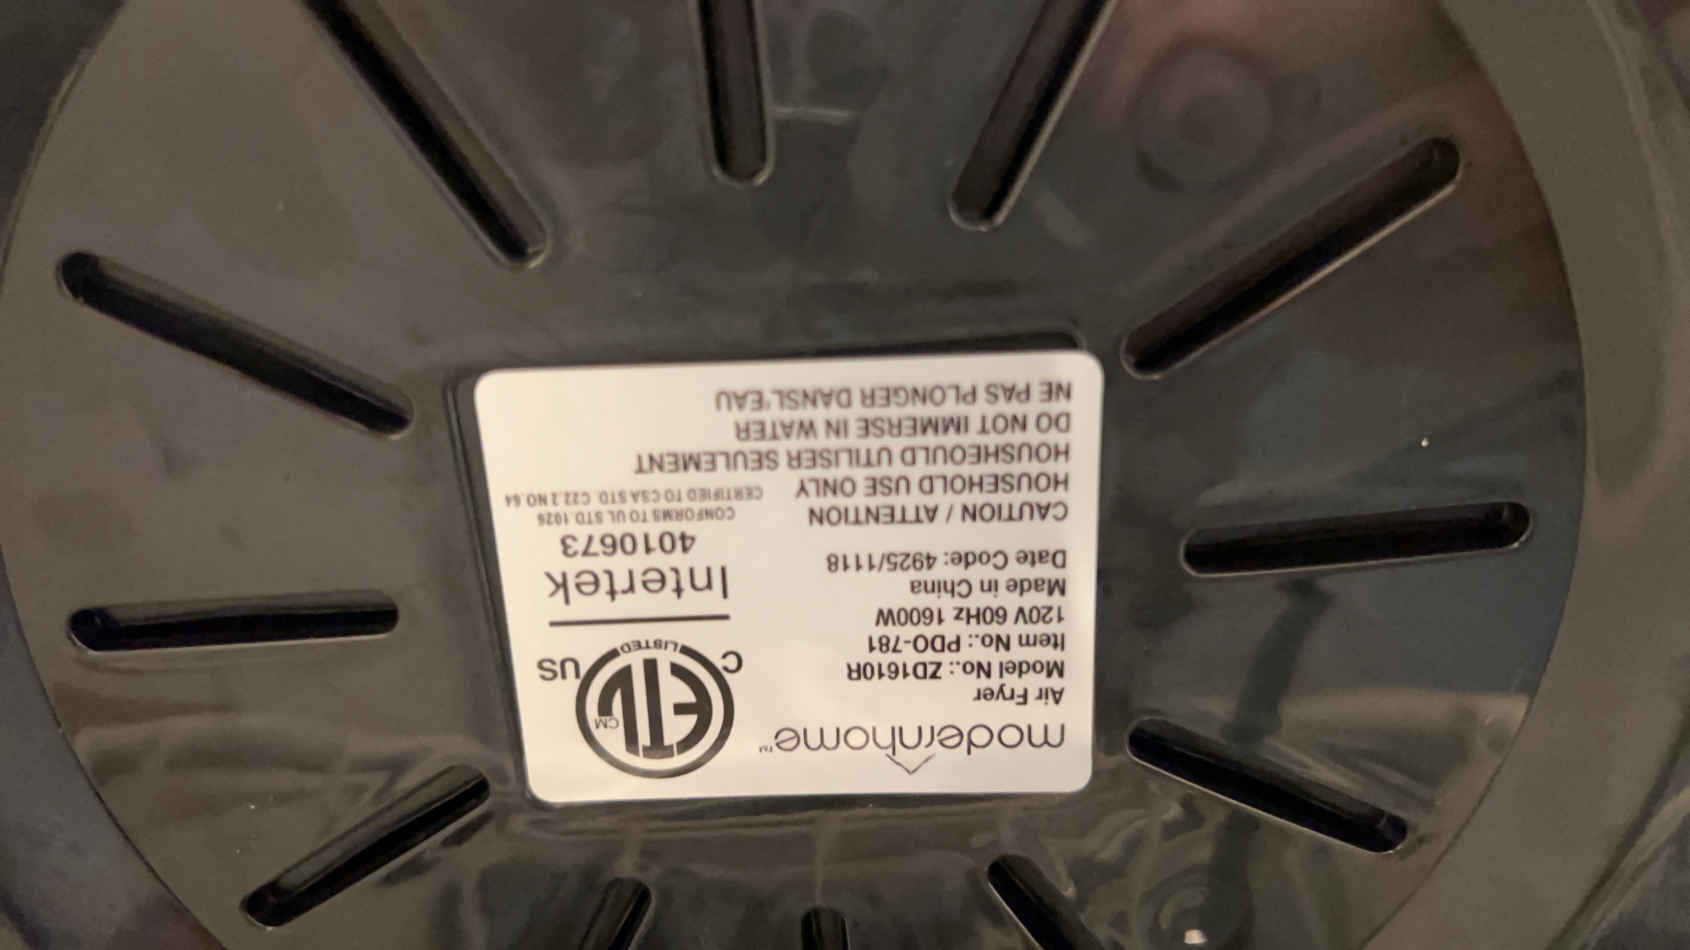 modernhome™
Air Fryer
Model No.: ZD1610R
Item No.: PDO-781
120V 60Hz 1600W
Made in China
Date Code: 4925/1118
CAUTION / ATTENTION
HOUSEHOLD USE ONLY
HOUSHEOULD UTILISER SEULEMENT
DO NOT IMMERSE IN WATER
NE PAS PLONGER DANSL'EAU
C ETL CM US
LISTED
Intertek
4010673
CONFORMS TO UL STD.1026
CERTIFIED TO CSA STD. C22.2 NO.64